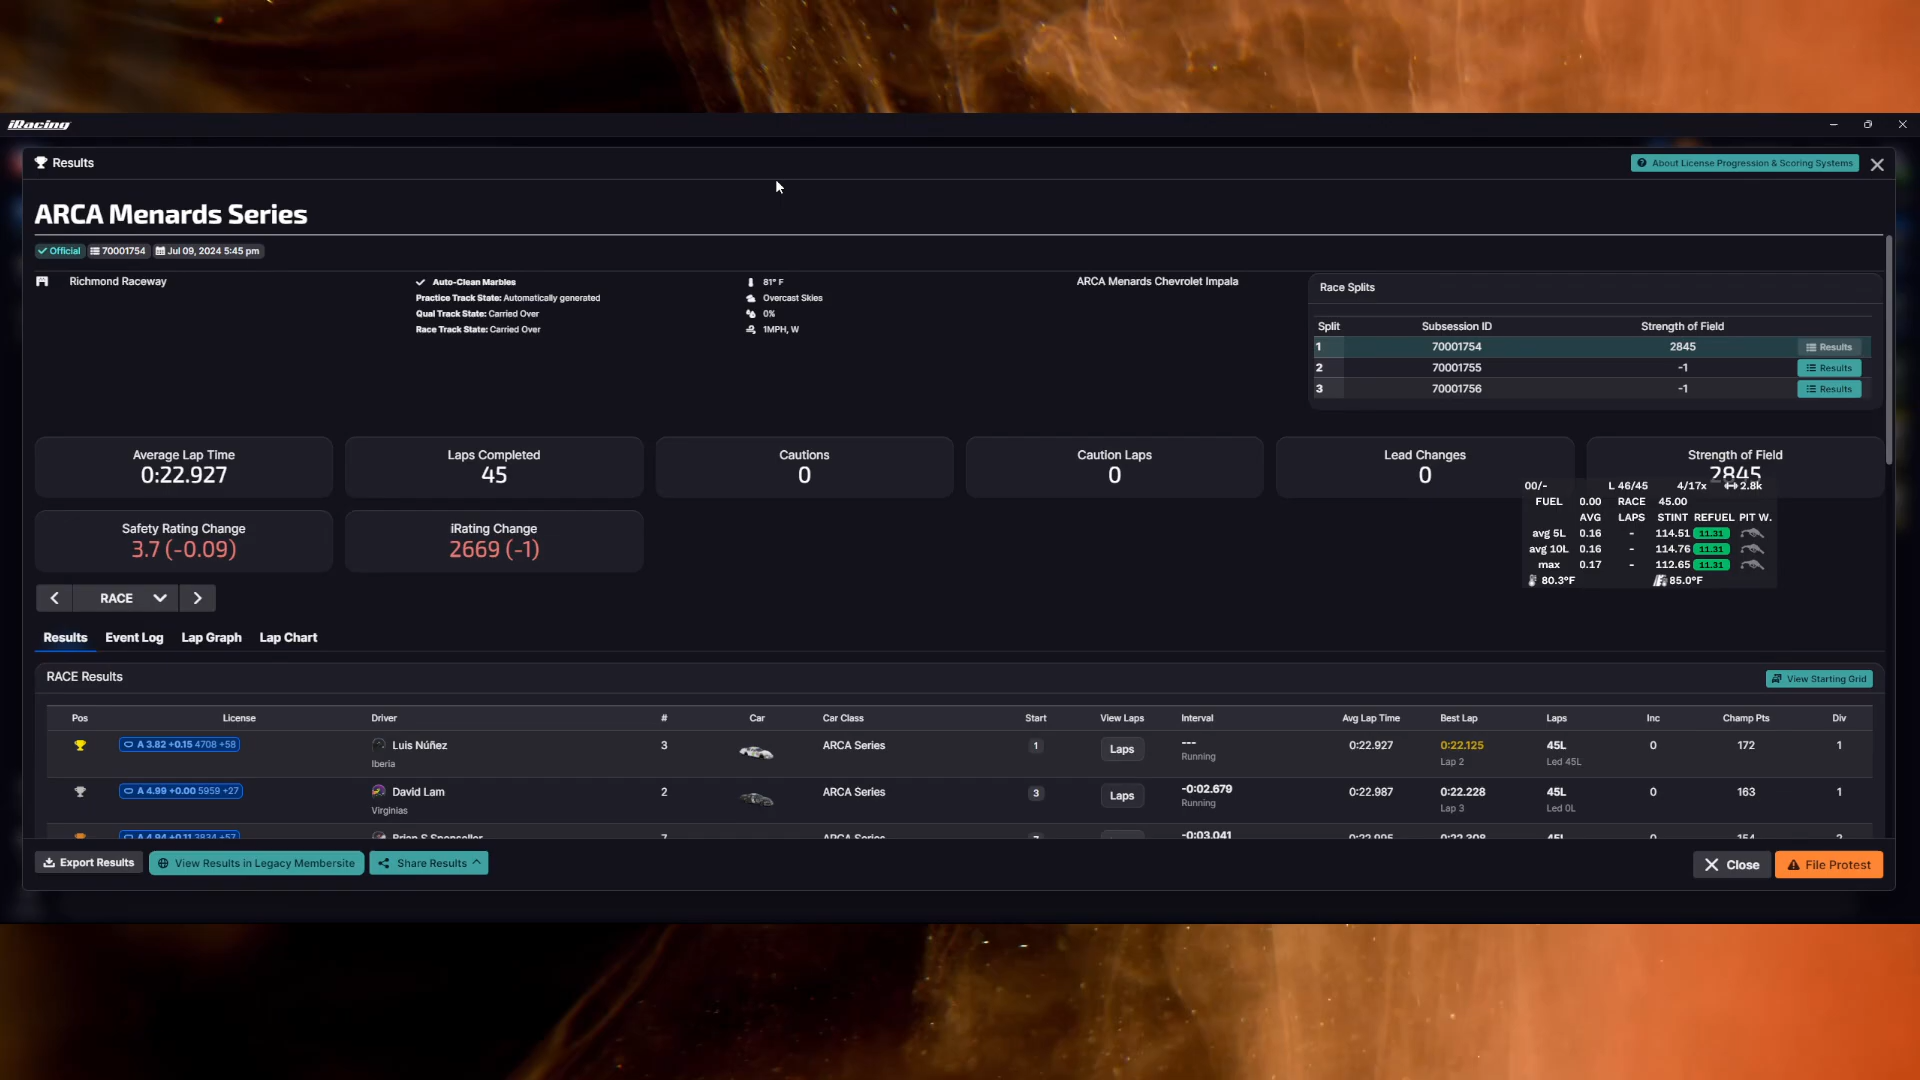 iRacing
Results
About License Progression & Scoring Systems
ARCA Menards Series
Official 70001754 Jul 09, 2024 5:45 pm
Richmond Raceway
Auto-Clean Marbles
Practice Track State: Automatically generated
Qual Track State: Carried Over
Race Track State: Carried Over
81° F
Overcast Skies
0%
1MPH, W
ARCA Menards Chevrolet Impala
Race Splits
Split Subsession ID Strength of Field
1 70001754 2845 Results
2 70001755 -1 Results
3 70001756 -1 Results
Average Lap Time
0:22.927
Laps Completed
45
Cautions
0
Caution Laps
0
Lead Changes
0
Strength of Field
2845
Safety Rating Change
3.7 (-0.09)
iRating Change
2669 (-1)
00/- L 46/45 4/17x 2.8k
FUEL 0.00 RACE 45.00
AVG LAPS STINT REFUEL PIT W.
avg 5L 0.16 - 114.51 11.31
avg 10L 0.16 - 114.76 11.31
max 0.17 - 112.65 11.31
80.3°F 85.0°F
RACE
Results Event Log Lap Graph Lap Chart
RACE Results
View Starting Grid
Pos License Driver # Car Car Class Start View Laps Interval Avg Lap Time Best Lap Laps Inc Champ Pts Div
A 3.82 +0.15 4708 +58 Luis Núñez 3 ARCA Series 1 Laps --- 0:22.927 0:22.125 45L 0 172 1
Iberia Running Lap 2 Led 45L
A 4.99 +0.00 5959 +27 David Lam 2 ARCA Series 3 Laps -0:02.679 0:22.987 0:22.228 45L 0 163 1
Virginias Running Lap 3 Led 0L
-0:03.041
Export Results View Results in Legacy Membersite Share Results
Close File Protest